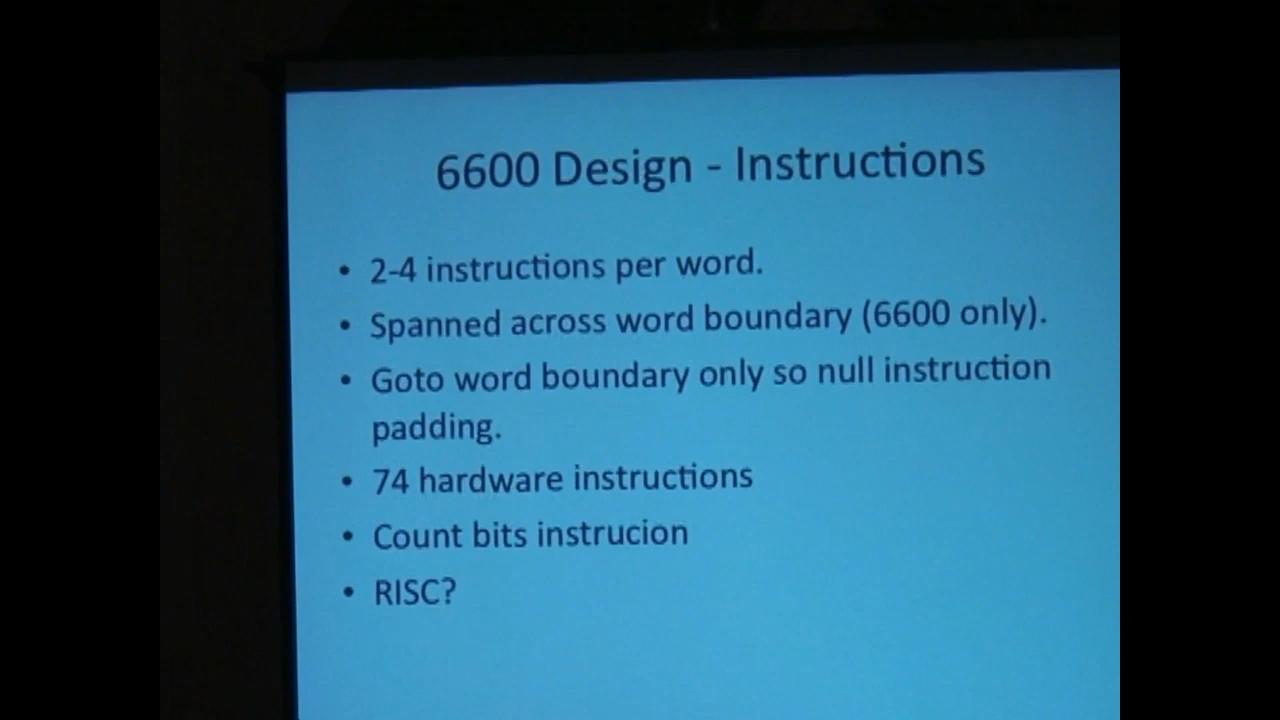 6600 Design - Instructions
• 2-4 instructions per word.
• Spanned across word boundary (6600 only).
• Goto word boundary only so null instruction
padding.
• 74 hardware instructions
• Count bits instrucion
• RISC?